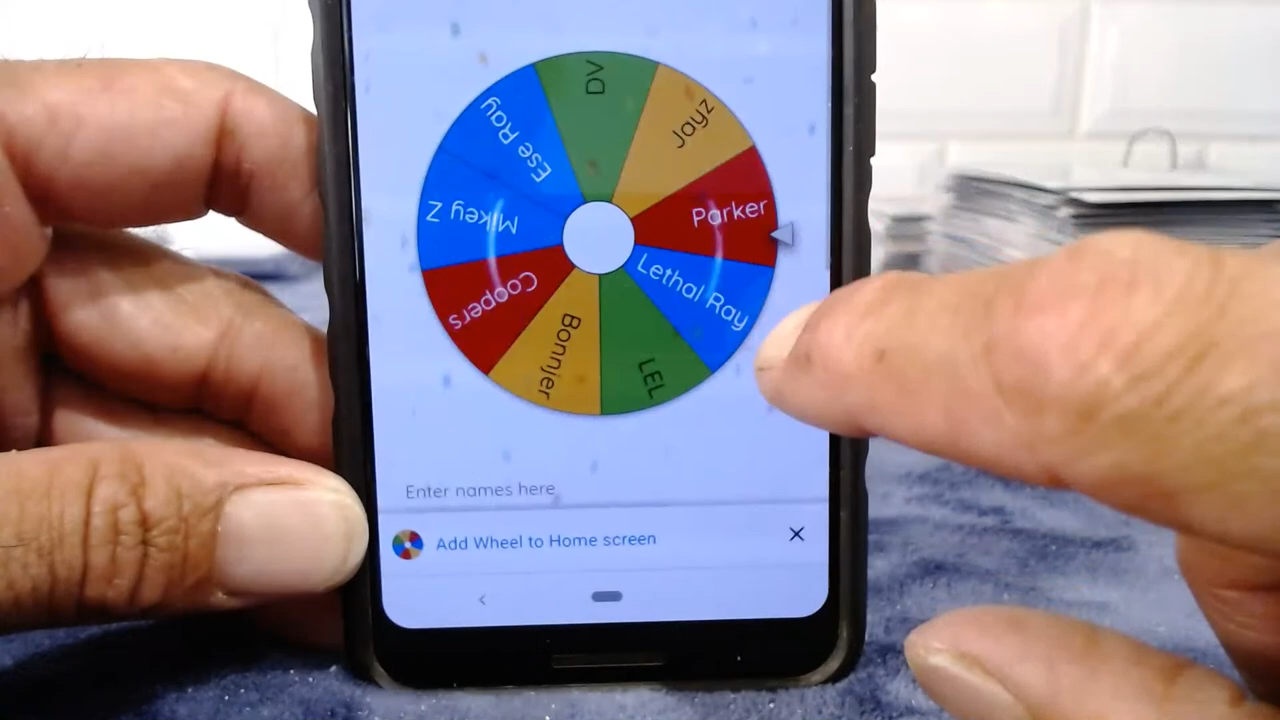 DV
Jayz
Ese Ray
Parker
Mikey Z
Lethal Ray
Coopers
Bonnjer
LEL
Enter names here
Add Wheel to Home screen